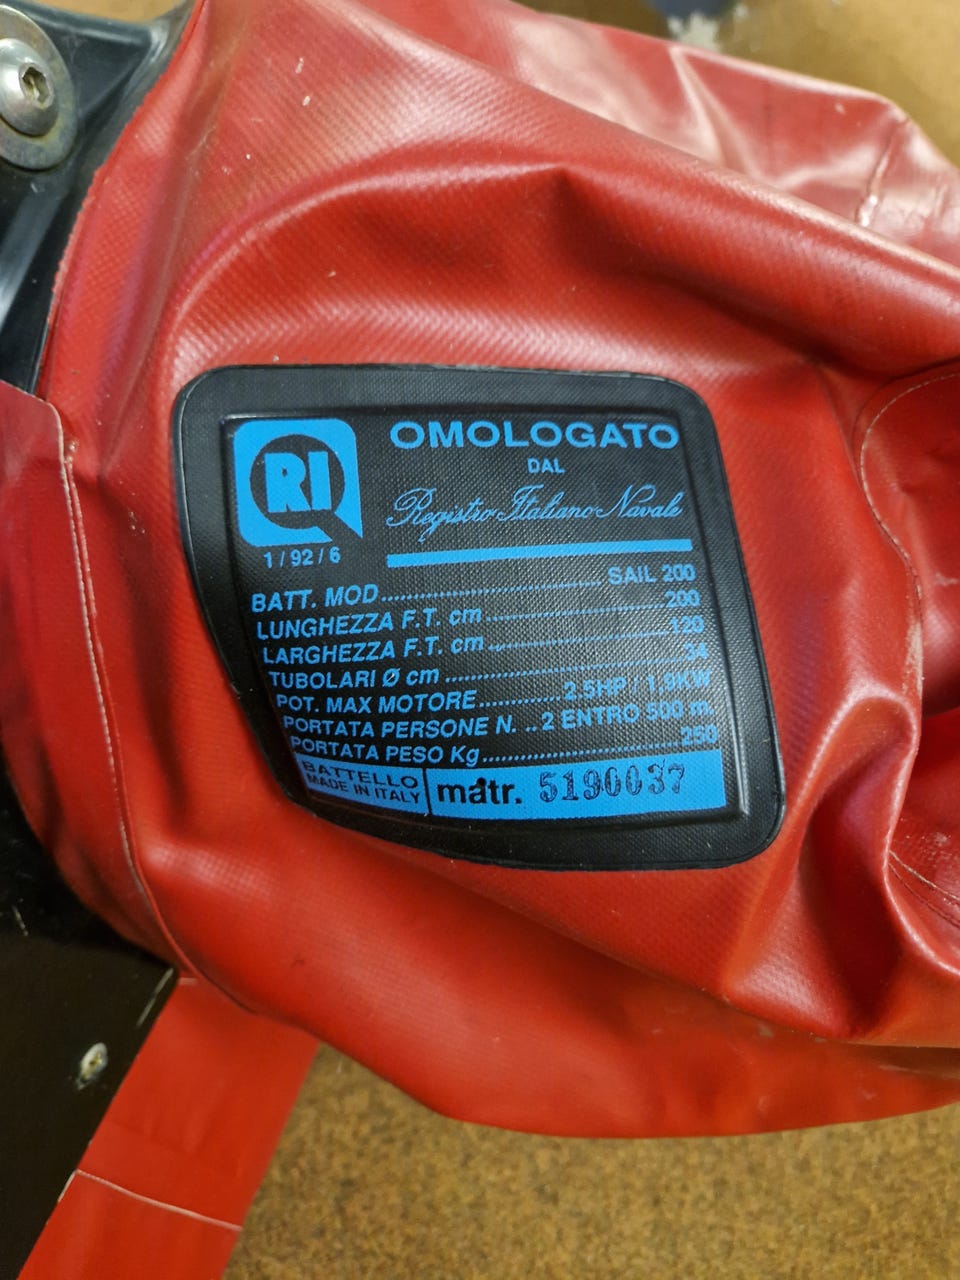 RI
1 / 92 / 6
OMOLOGATO
DAL
Registro Italiano Navale
BATT. MOD........................SAIL 200
LUNGHEZZA F.T. cm........................200
LARGHEZZA F.T. cm........................120
TUBOLARI Ø cm........................34
POT. MAX MOTORE............2.5HP / 1.9KW
PORTATA PERSONE N. ..2 ENTRO 500 m.
PORTATA PESO Kg........................250
BATTELLO
MADE IN ITALY
matr. 5190037